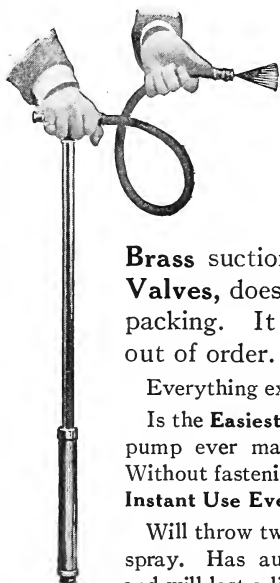 Brass suction
Valves, does
packing. It
out of order.
Everything ex
Is the Easiest
pump ever ma
Without fasteni
Instant Use Eve
Will throw tw
spray. Has au